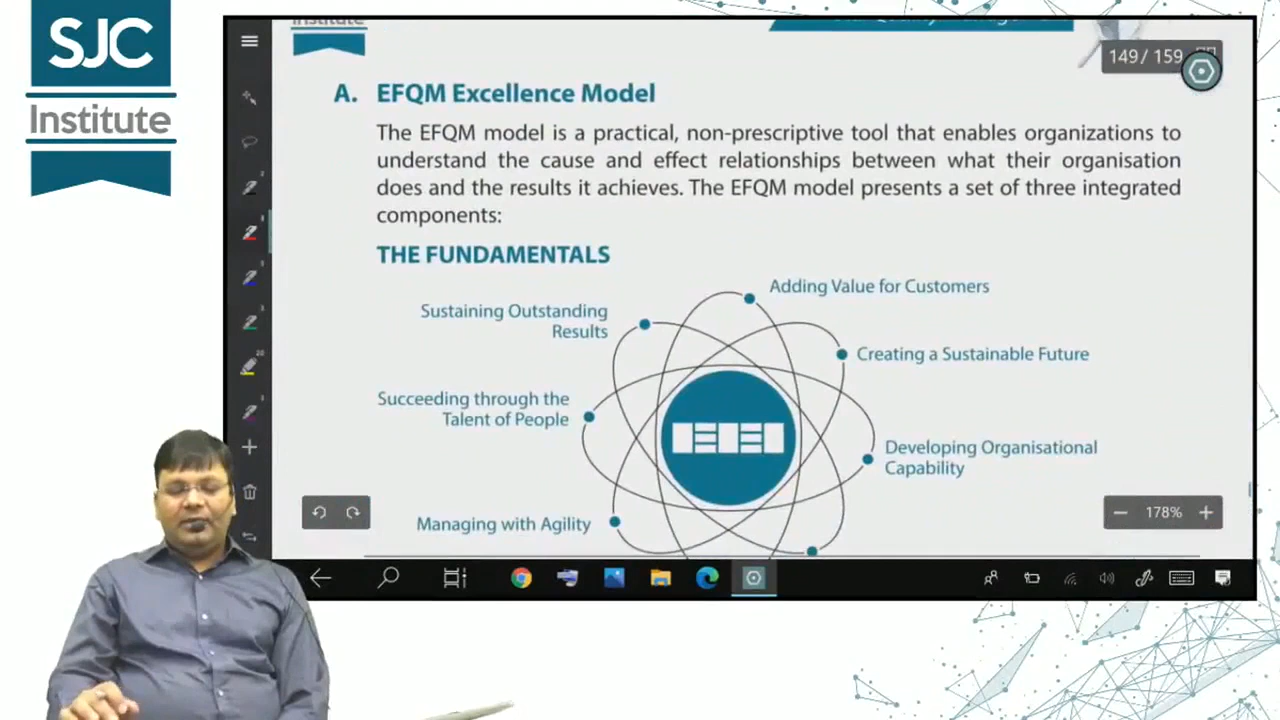 SJC
Institute
Institute
149 / 159
A. EFQM Excellence Model
The EFQM model is a practical, non-prescriptive tool that enables organizations to
understand the cause and effect relationships between what their organisation
does and the results it achieves. The EFQM model presents a set of three integrated
components:
THE FUNDAMENTALS
Adding Value for Customers
Sustaining Outstanding
Results
Creating a Sustainable Future
Succeeding through the
Talent of People
Developing Organisational
Capability
Managing with Agility
178%